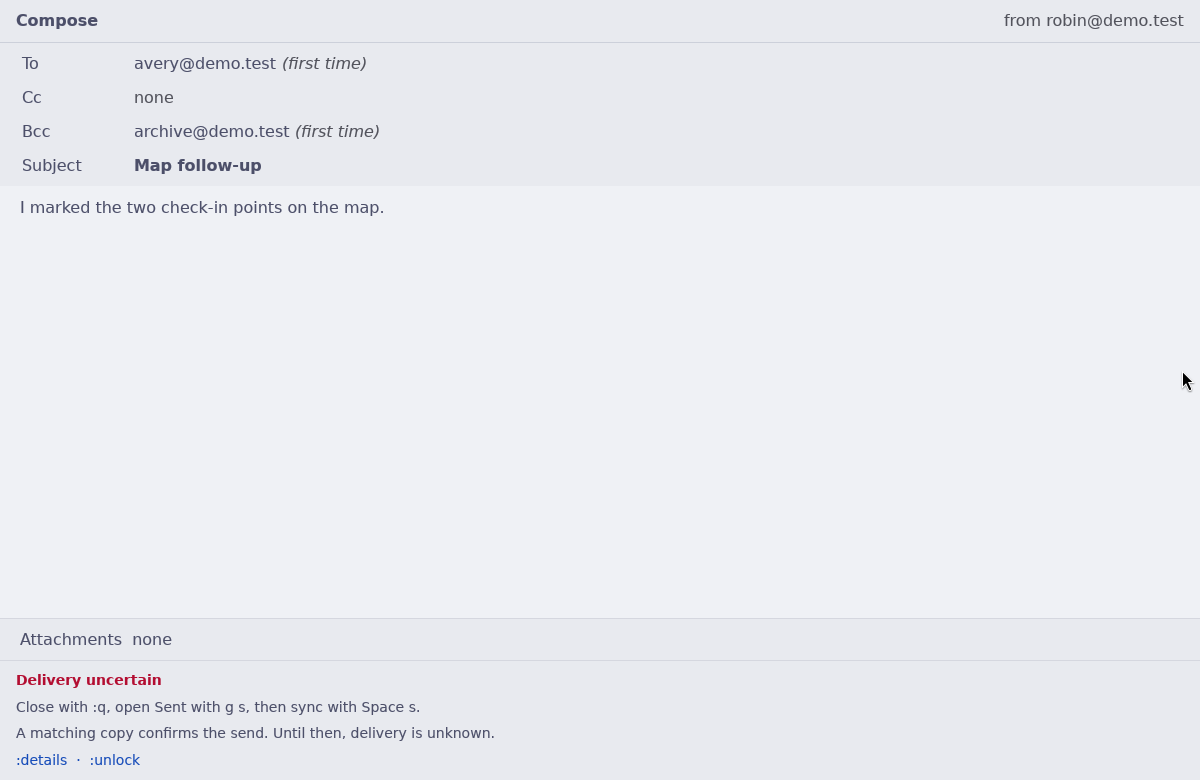 Compose from robin@demo.test
To avery@demo.test (first time)
Cc none
Bcc archive@demo.test (first time)
Subject Map follow-up
I marked the two check-in points on the map.
Attachments none
Delivery uncertain
Close with :q, open Sent with g s, then sync with Space s.
A matching copy confirms the send. Until then, delivery is unknown.
:details · :unlock